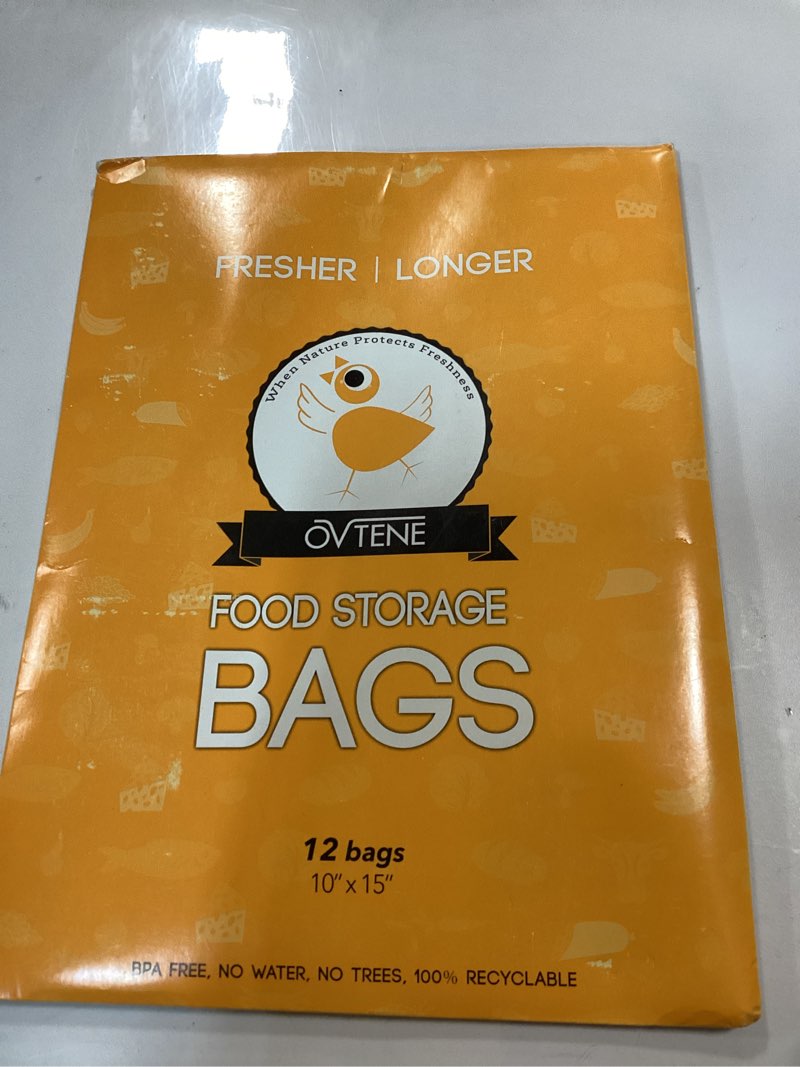 FRESHER | LONGER
When Nature Protects Freshness
ŌVTENE
FOOD STORAGE
BAGS
12 bags
10” x 15”
BPA FREE, NO WATER, NO TREES, 100% RECYCLABLE